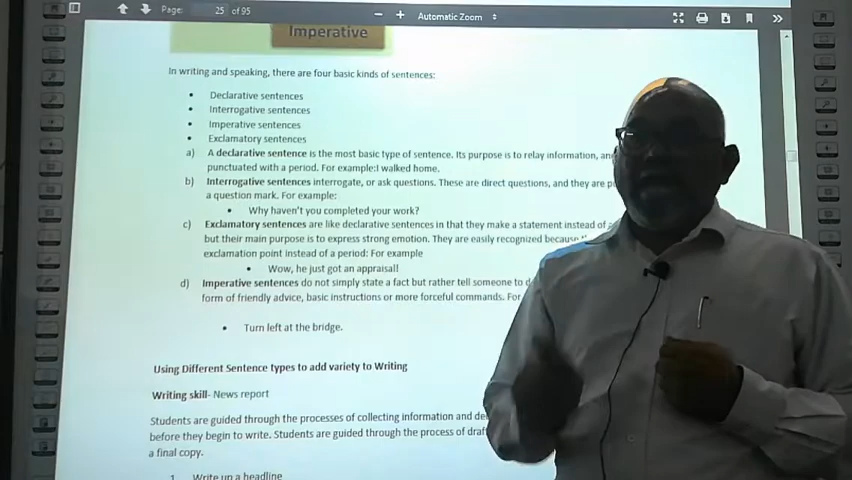 Page: 25 of 95 Automatic Zoom
Imperative
In writing and speaking, there are four basic kinds of sentences:
• Declarative sentences
• Interrogative sentences
• Imperative sentences
• Exclamatory sentences
a) A declarative sentence is the most basic type of sentence. Its purpose is to relay information, an
punctuated with a period. For example:I walked home.
b) Interrogative sentences interrogate, or ask questions. These are direct questions, and they are p
a question mark. For example:
• Why haven't you completed your work?
c) Exclamatory sentences are like declarative sentences in that they make a statement instead of
but their main purpose is to express strong emotion. They are easily recognized because
exclamation point instead of a period: For example
• Wow, he just got an appraisal!
d) Imperative sentences do not simply state a fact but rather tell someone to d
form of friendly advice, basic instructions or more forceful commands. For
• Turn left at the bridge.
Using Different Sentence types to add variety to Writing
Writing skill- News report
Students are guided through the processes of collecting information and de
before they begin to write. Students are guided through the process of draf
a final copy.
1. Write up a headline